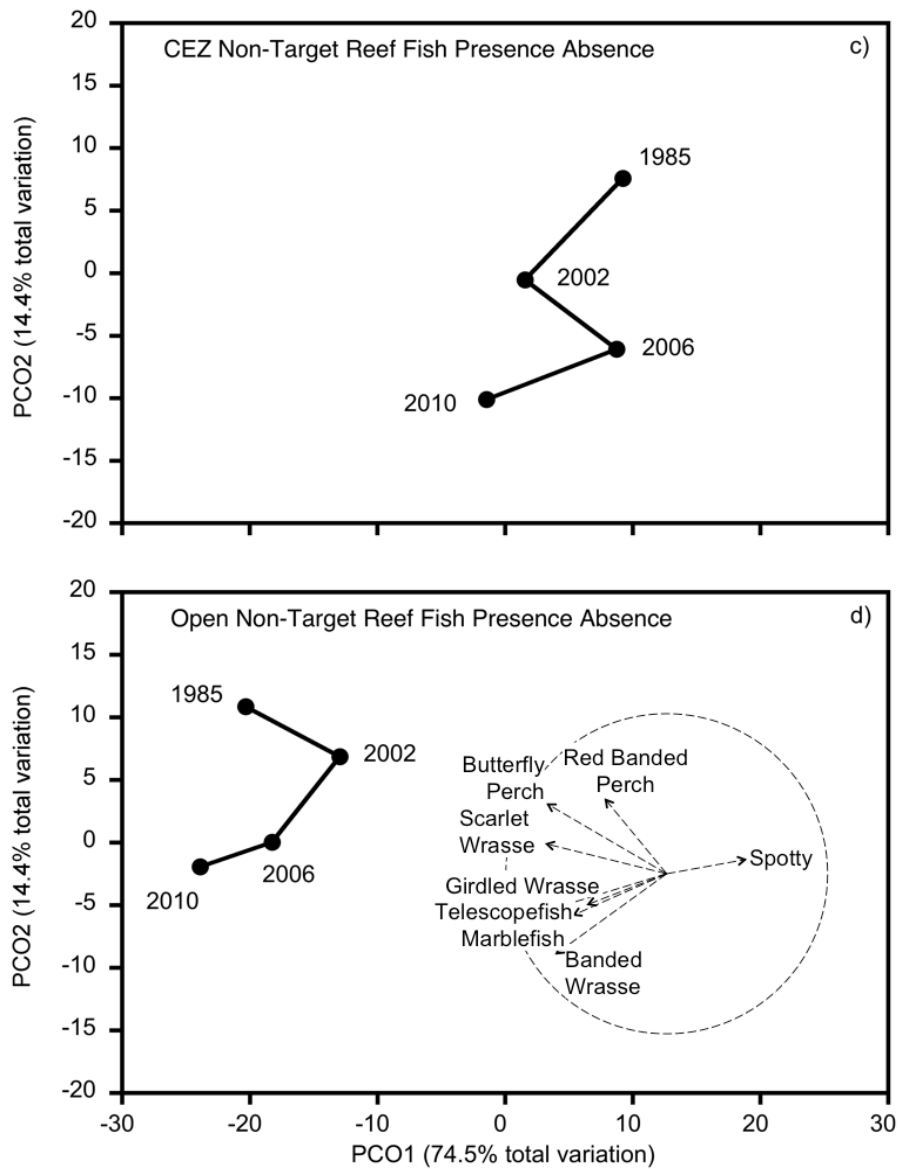 20
CEZ Non-Target Reef Fish Presence Absence
c)
15
10
1985
5
0
2002
-5
2006
-10
2010
-15
-20
PCO2 (14.4% total variation)
20
Open Non-Target Reef Fish Presence Absence
d)
15
1985
10
2002
Butterfly
Perch
Red Banded
Perch
5
Scarlet
Wrasse
0
2006
Spotty
2010
Girdled Wrasse
-5
Telescopefish
Marblefish
-10
Banded
Wrasse
-15
-20
PCO2 (14.4% total variation)
-30
-20
-10
0
10
20
30
PCO1 (74.5% total variation)